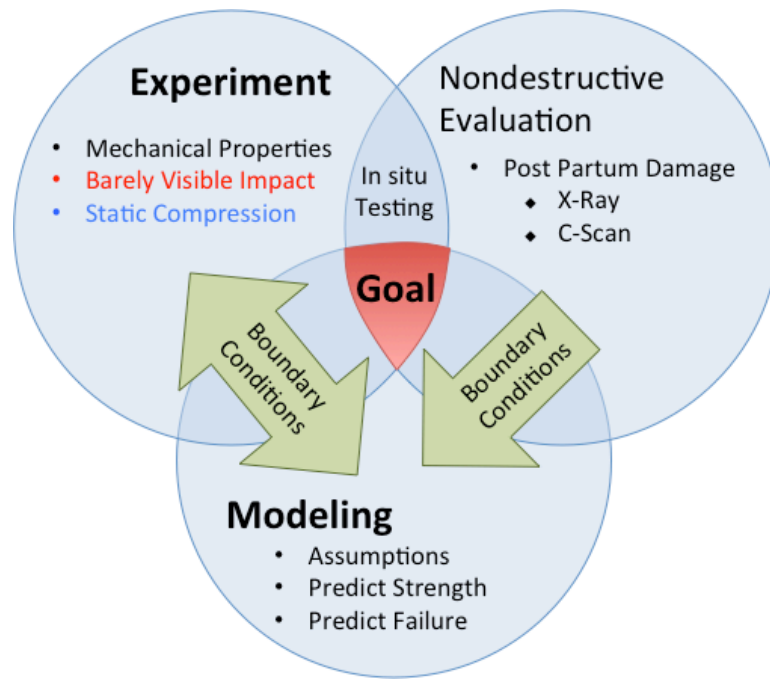 Experiment
• Mechanical Properties
• Barely Visible Impact
• Static Compression
Nondestructive
Evaluation
• Post Partum Damage
◆ X-Ray
◆ C-Scan
In situ
Testing
Goal
Boundary
Conditions
Boundary
Conditions
Modeling
• Assumptions
• Predict Strength
• Predict Failure